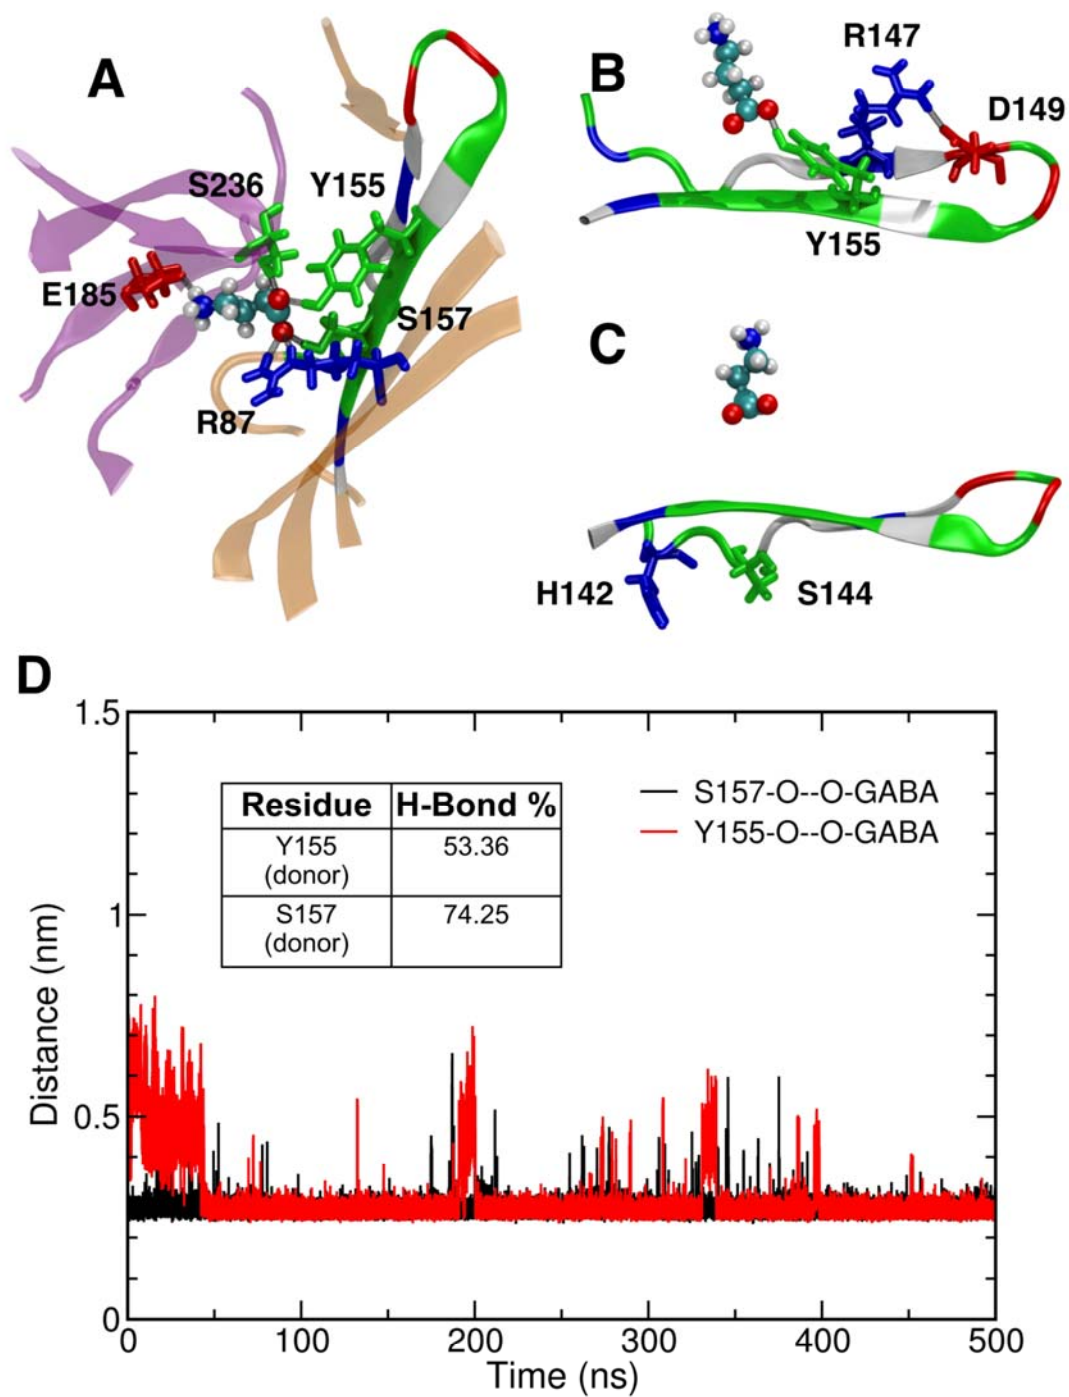 A
S236
Y155
E185
S157
R87
B
R147
D149
Y155
C
H142
S144
D
Distance (nm)
1.5
1
0.5
0
Residue H-Bond %
Y155 53.36
(donor)
S157 74.25
(donor)
S157-O--O-GABA
Y155-O--O-GABA
0 100 200 300 400 500
Time (ns)